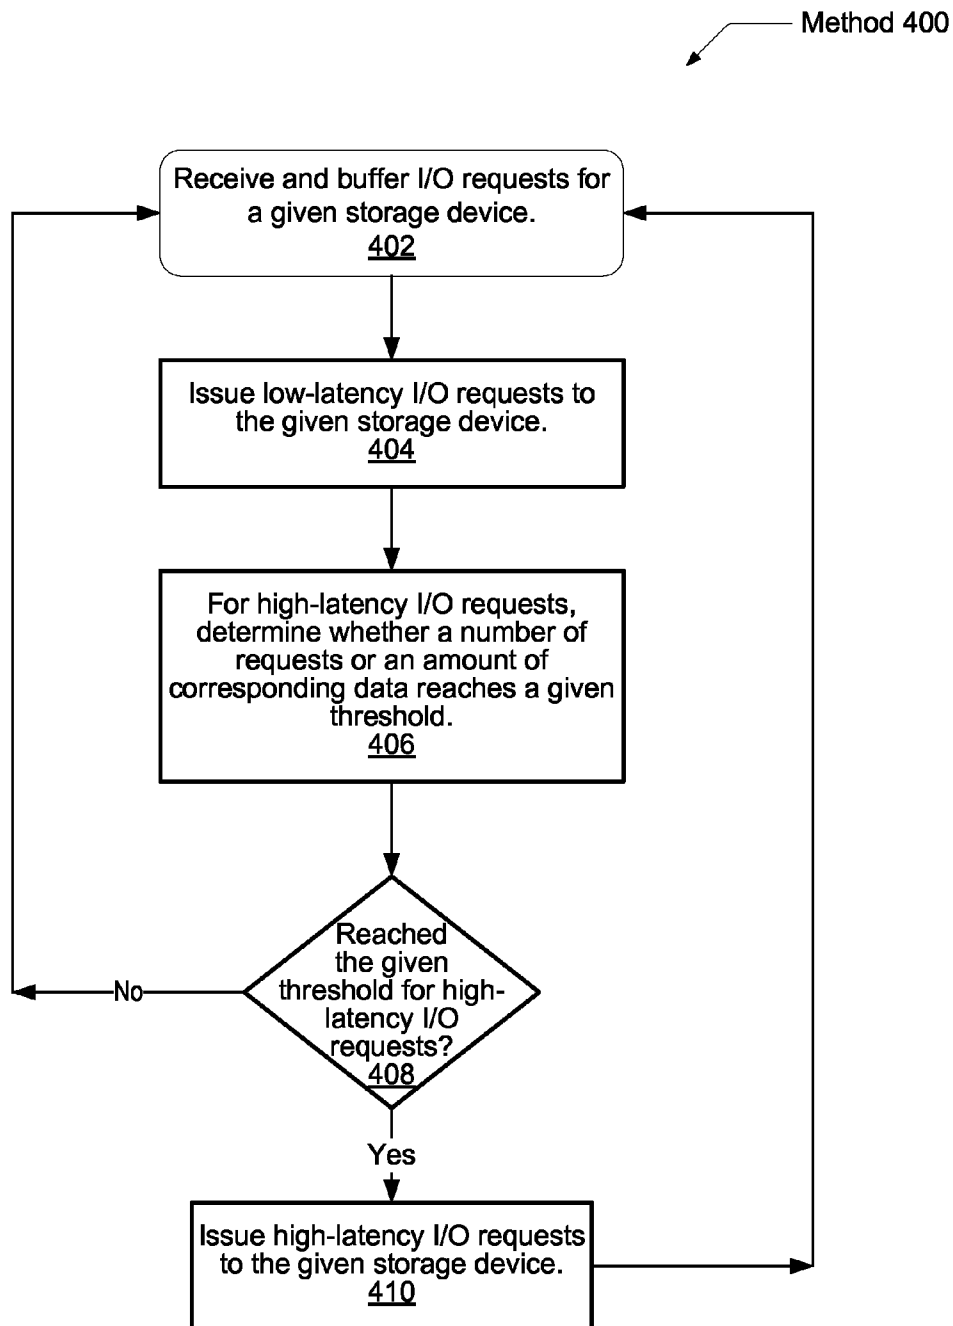 Method 400
Receive and buffer I/O requests for
a given storage device.
402
Issue low-latency I/O requests to
the given storage device.
404
For high-latency I/O requests,
determine whether a number of
requests or an amount of
corresponding data reaches a given
threshold.
406
Reached
the given
threshold for high-
latency I/O
requests?
408
No
Yes
Issue high-latency I/O requests
to the given storage device.
410